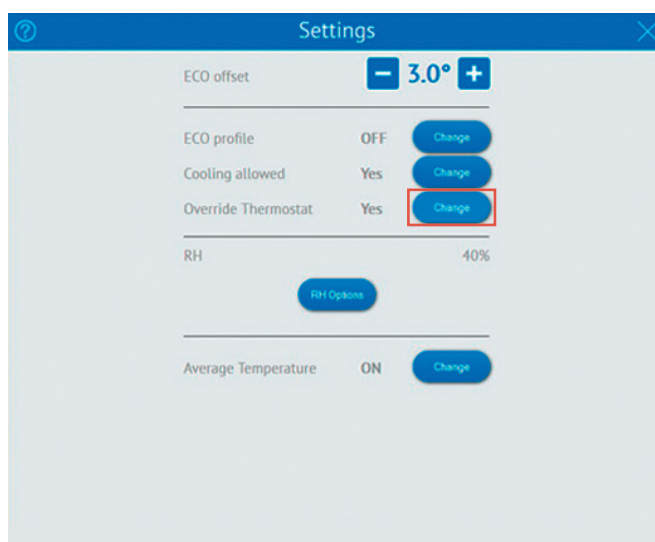 ? Settings X
ECO offset − 3.0° +
ECO profile OFF Change
Cooling allowed Yes Change
Override Thermostat Yes Change
RH 40%
RH Options
Average Temperature ON Change